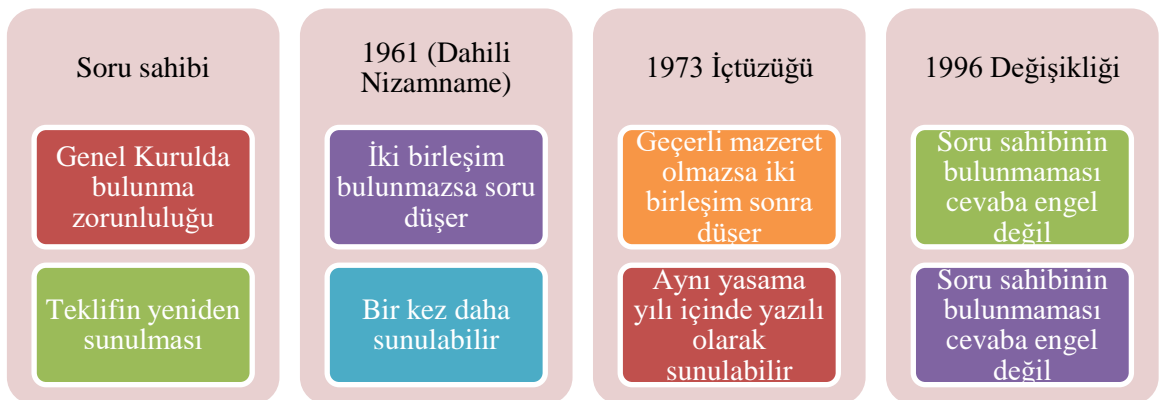 Soru sahibi
Genel Kurulda
bulunma
zorunluluğu
Teklifin yeniden
sunulması
1961 (Dahili
Nizamname)
İki birleşim
bulunmazsa soru
düşer
Bir kez daha
sunulabilir
1973 İçtüzüğü
Geçerli mazeret
olmazsa iki
birleşim sonra
düşer
Aynı yasama
yılı içinde yazılı
olarak
sunulabilir
1996 Değişikliği
Soru sahibinin
bulunmaması
cevaba engel
değil
Soru sahibinin
bulunmaması
cevaba engel
değil